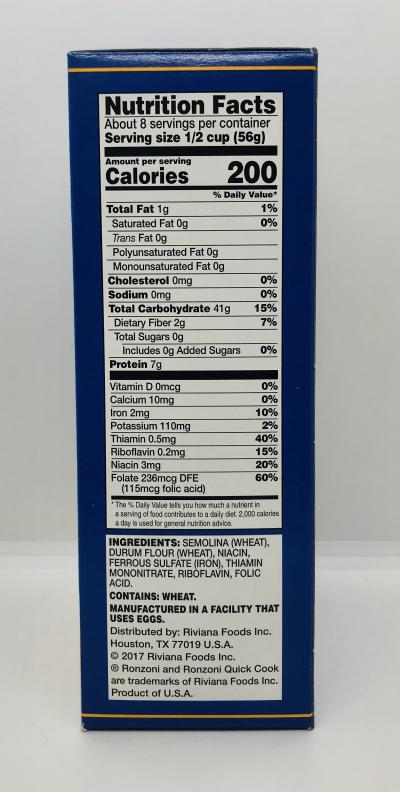 Nutrition Facts
About 8 servings per container
Serving size 1/2 cup (56g)
Amount per serving
Calories 200
% Daily Value*
Total Fat 1g 1%
Saturated Fat 0g 0%
Trans Fat 0g
Polyunsaturated Fat 0g
Monounsaturated Fat 0g
Cholesterol 0mg 0%
Sodium 0mg 0%
Total Carbohydrate 41g 15%
Dietary Fiber 2g 7%
Total Sugars 0g
Includes 0g Added Sugars 0%
Protein 7g
Vitamin D 0mcg 0%
Calcium 10mg 0%
Iron 2mg 10%
Potassium 110mg 2%
Thiamin 0.5mg 40%
Riboflavin 0.2mg 15%
Niacin 3mg 20%
Folate 236mcg DFE 60%
(115mcg folic acid)
* The % Daily Value tells you how much a nutrient in
a serving of food contributes to a daily diet. 2,000 calories
a day is used for general nutrition advice.
INGREDIENTS: SEMOLINA (WHEAT),
DURUM FLOUR (WHEAT), NIACIN,
FERROUS SULFATE (IRON), THIAMIN
MONONITRATE, RIBOFLAVIN, FOLIC
ACID.
CONTAINS: WHEAT.
MANUFACTURED IN A FACILITY THAT
USES EGGS.
Distributed by: Riviana Foods Inc.
Houston, TX 77019 U.S.A.
© 2017 Riviana Foods Inc.
® Ronzoni and Ronzoni Quick Cook
are trademarks of Riviana Foods Inc.
Product of U.S.A.